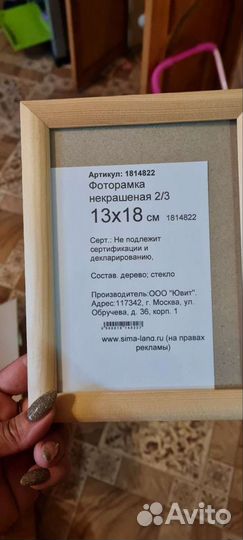 Артикул: 1814822
Фоторамка
некрашеная 2/3
13х18 см 1814822
Серт.: Не подлежит
сертификации и
декларированию,
Состав. дерево; стекло
Производитель:ООО "Ювит".
Адрес:117342, г. Москва, ул.
Обручева, д. 36, корп. 1
www.sima-land.ru (на правах
рекламы)
Avito